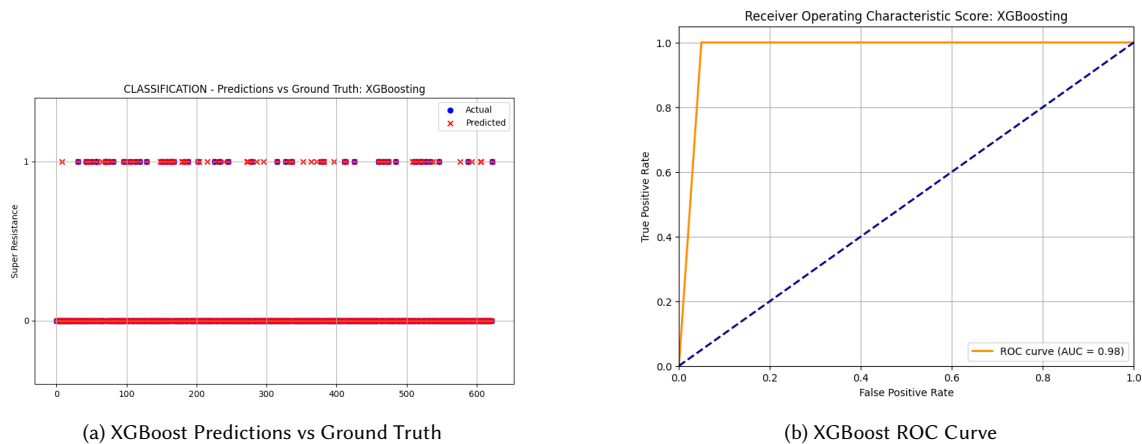 CLASSIFICATION - Predictions vs Ground Truth: XGBoosting
Actual
Predicted
1
Super Resistance
0
0 100 200 300 400 500 600
(a) XGBoost Predictions vs Ground Truth
Receiver Operating Characteristic Score: XGBoosting
1.0
0.8
0.6
True Positive Rate
0.4
0.2
0.0
ROC curve (AUC = 0.98)
0.0 0.2 0.4 0.6 0.8 1.0
False Positive Rate
(b) XGBoost ROC Curve